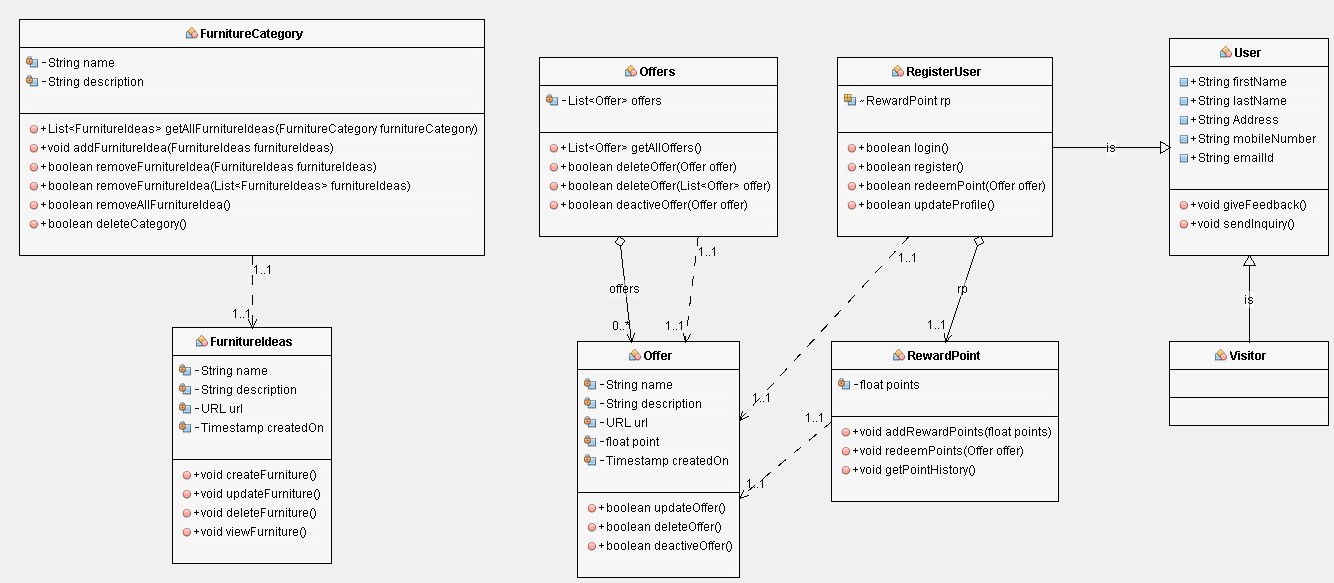 FurnitureCategory
-String name
-String description
+List<FurnitureIdeas> getAllFurnitureIdeas(FurnitureCategory furnitureCategory)
+void addFurnitureIdea(FurnitureIdeas furnitureIdeas)
+boolean removeFurnitureIdea(FurnitureIdeas furnitureIdeas)
+boolean removeFurnitureIdea(List<FurnitureIdeas> furnitureIdeas)
+boolean removeAllFurnitureIdea()
+boolean deleteCategory()
1..1
1..1
FurnitureIdeas
-String name
-String description
-URL url
-Timestamp createdOn
+void createFurniture()
+void updateFurniture()
+void deleteFurniture()
+void viewFurniture()
Offers
-List<Offer> offers
+List<Offer> getAllOffers()
+boolean deleteOffer(Offer offer)
+boolean deleteOffer(List<Offer> offer)
+boolean deactiveOffer(Offer offer)
1..1
offers
0..*
1..1
Offer
-String name
-String description
-URL url
-float point
-Timestamp createdOn
+boolean updateOffer()
+boolean deleteOffer()
+boolean deactiveOffer()
RegisterUser
~RewardPoint rp
+boolean login()
+boolean register()
+boolean redeemPoint(Offer offer)
+boolean updateProfile()
is
1..1
rp
1..1
1..1
1..1
1..1
RewardPoint
-float points
+void addRewardPoints(float points)
+void redeemPoints(Offer offer)
+void getPointHistory()
User
+String firstName
+String lastName
+String Address
+String mobileNumber
+String emailId
+void giveFeedback()
+void sendInquiry()
is
Visitor